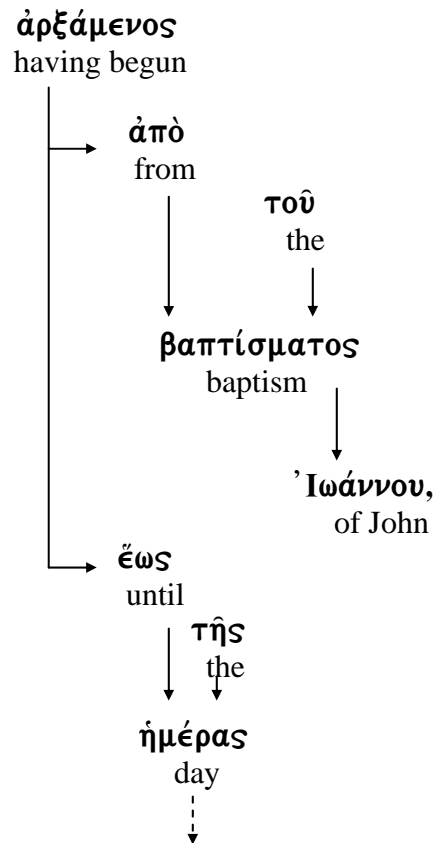 ἀρξάμενος
having begun
ἀπὸ
from
τοῦ
the
βαπτίσματος
baptism
Ἰωάννου,
of John
ἕως
until
τῆς
the
ἡμέρας
day